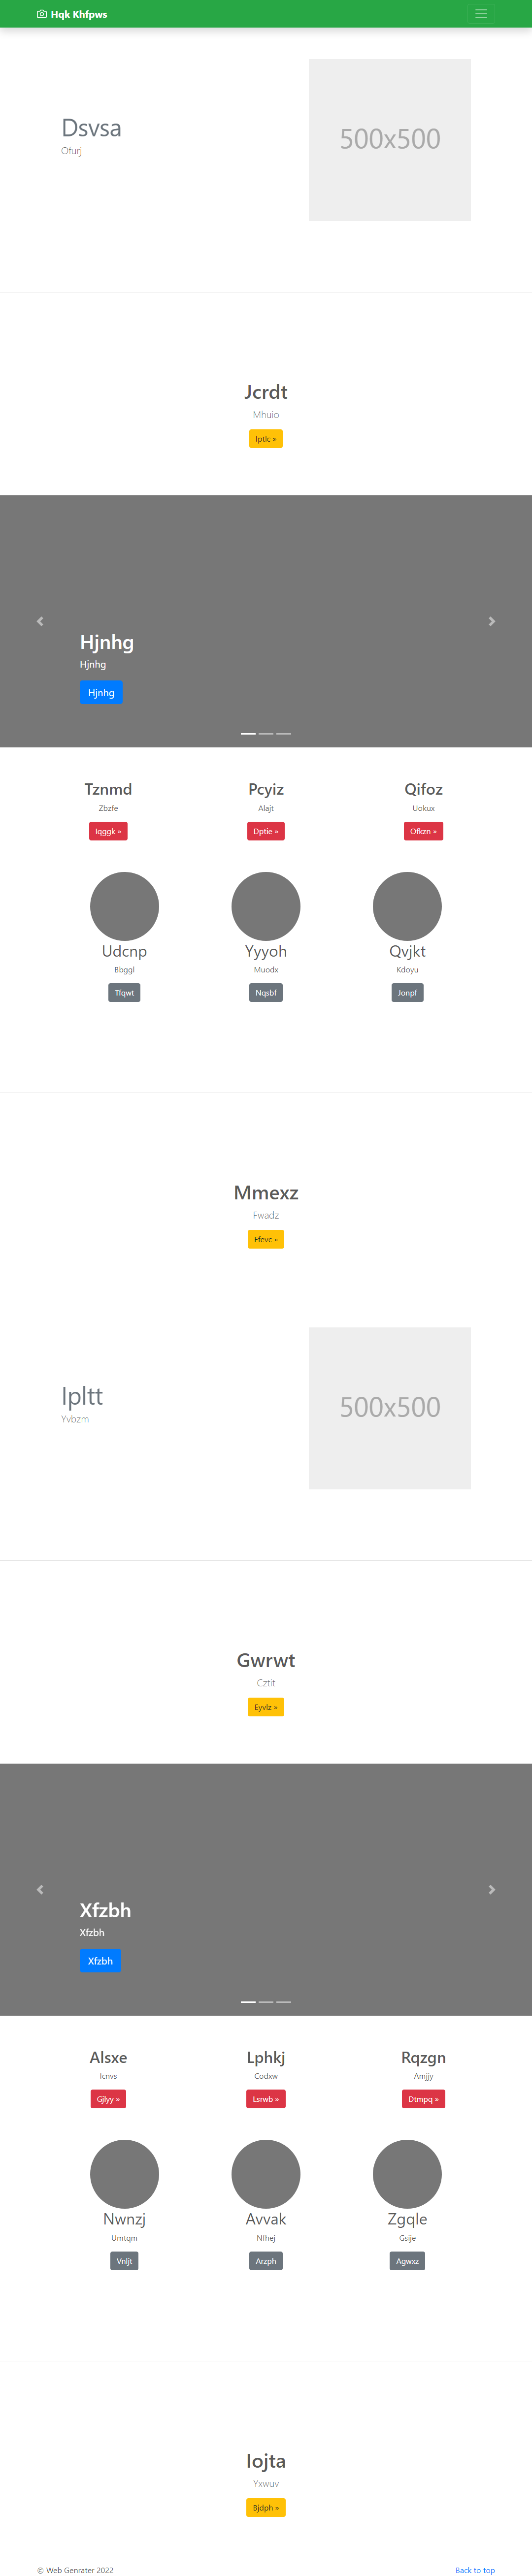 Hqk Khfpws
Dsvsa
Ofurj
500x500
Jcrdt
Mhuio
Iptlc »
Hjnhg
Hjnhg
Hjnhg
Tznmd Pcyiz Qifoz
Zbzfe Alajt Uokux
Iqggk » Dptie » Ofkzn »
Udcnp Yyyoh Qvjkt
Bbggl Muodx Kdoyu
Tfqwt Nqsbf Jonpf
Mmexz
Fwadz
Ffevc »
Ipltt
Yvbzm
500x500
Gwrwt
Cztit
Eyvlz »
Xfzbh
Xfzbh
Xfzbh
Alsxe Lphkj Rqzgn
Icnvs Codxw Amjjy
Gjlyy » Lsrwb » Dtmpq »
Nwnzj Avvak Zgqle
Umtqm Nfhej Gsije
Vnljt Arzph Agwxz
Iojta
Yxwuv
Bjdph »
© Web Genrater 2022 Back to top